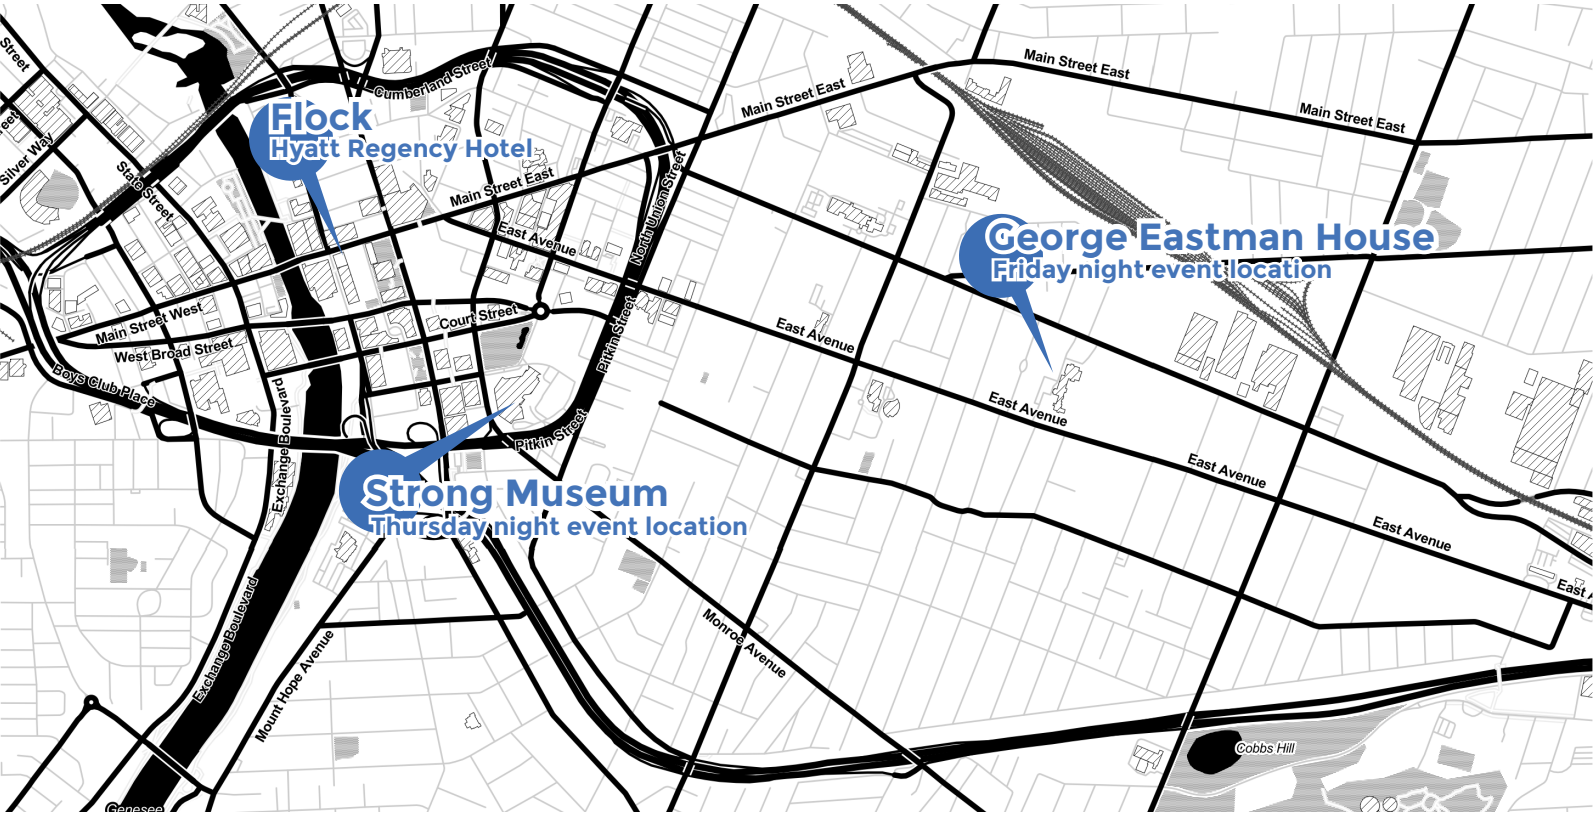 Street
Main Street East
Cumberland Street
Main Street East
Main Street East
Flock
Hyatt Regency Hotel
Silver Way
State Street
Main Street East
North Union Street
East Avenue
George Eastman House
Friday night event location
Main Street West
Court Street
West Broad Street
Pitkin Street
East Avenue
Boys Club Place
East Avenue
Exchange Boulevard
Pitkin Street
East Avenue
Strong Museum
Thursday night event location
East Avenue
Exchange Boulevard
East A
Monroe Avenue
Mount Hope Avenue
Cobbs Hill
Genesee